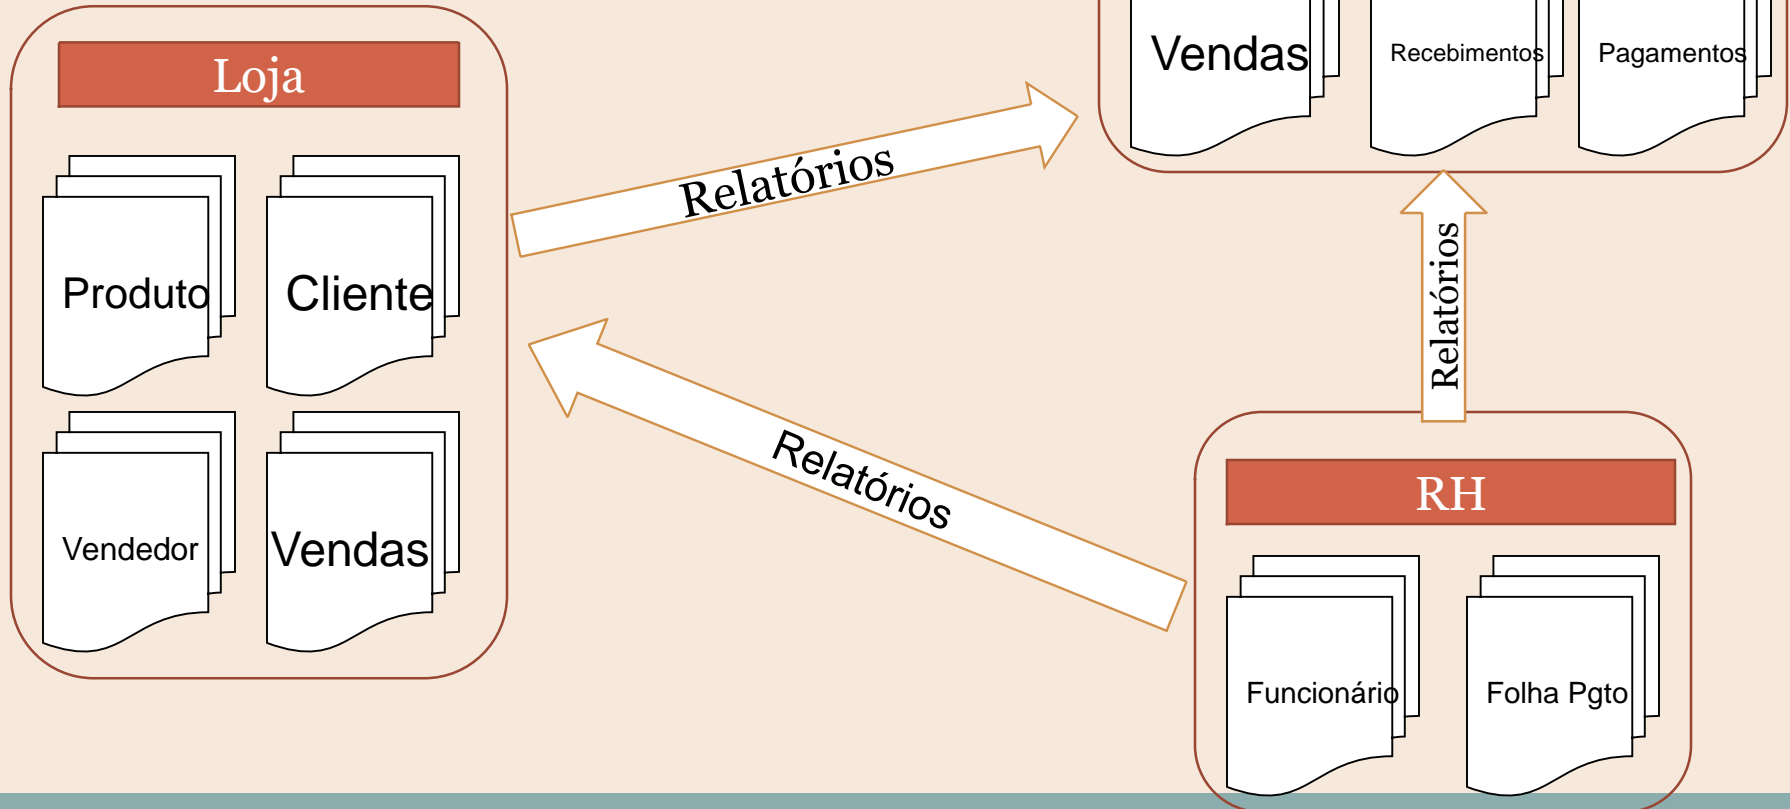 Vendas
Recebimentos
Pagamentos
Loja
Relatórios
Produto
Cliente
Relatórios
Relatórios
Vendedor
Vendas
RH
Funcionário
Folha Pgto